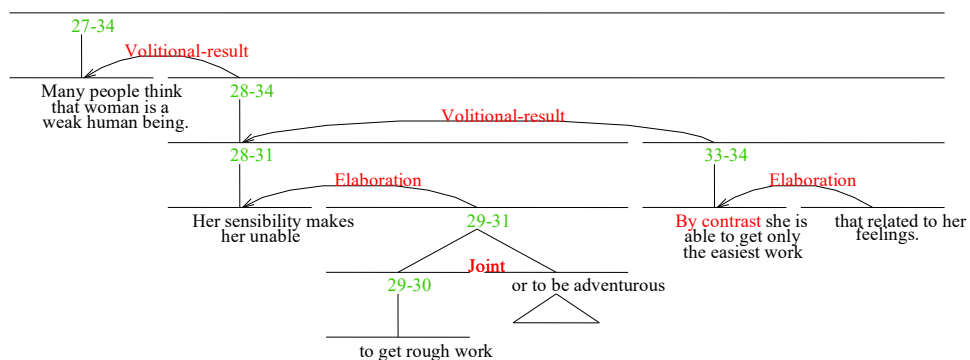 27-34
Volitional-result
Many people think
that woman is a
weak human being.
28-34
Volitional-result
28-31
33-34
Elaboration
Elaboration
Her sensibility makes
her unable
29-31
By contrast she is
able to get only
the easiest work
that related to her
feelings.
Joint
29-30
or to be adventurous
to get rough work